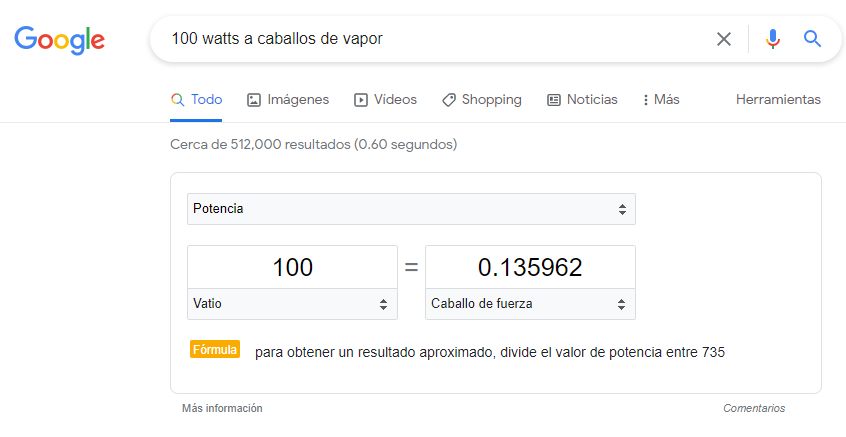 Google
100 watts a caballos de vapor
Todo Imágenes Vídeos Shopping Noticias Más Herramientas
Cerca de 512,000 resultados (0.60 segundos)
Potencia
100 = 0.135962
Vatio Caballo de fuerza
Fórmula para obtener un resultado aproximado, divide el valor de potencia entre 735
Más información Comentarios